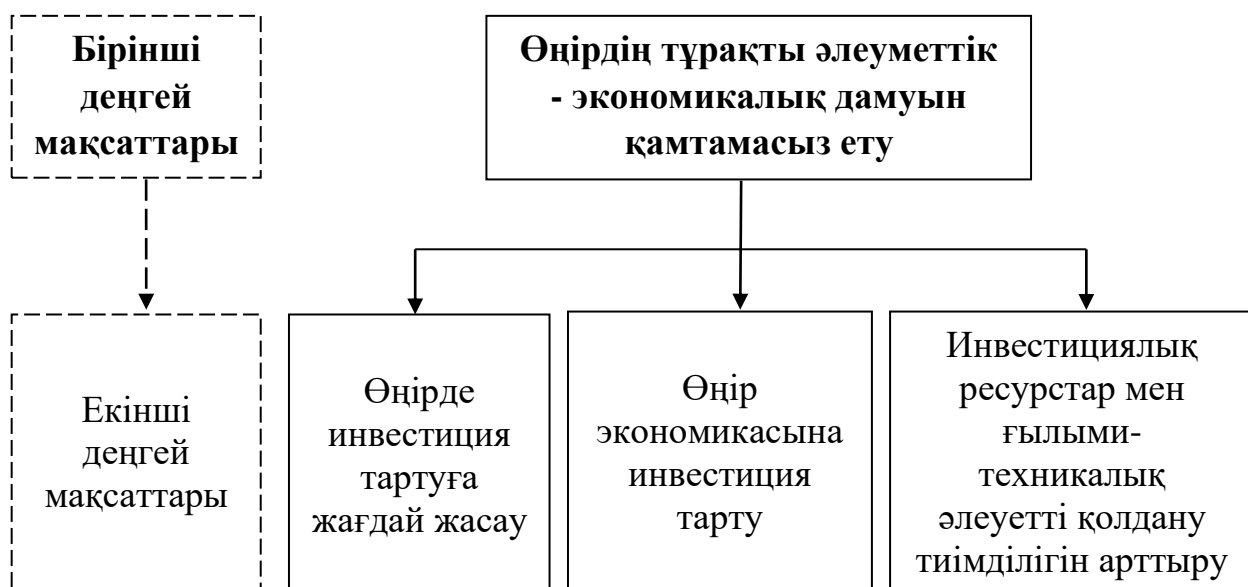 Бірінші
деңгей
мақсаттары
Өңірдің тұрақты әлеуметтік
- экономикалық дамуын
қамтамасыз ету
Екінші
деңгей
мақсаттары
Өңірде
инвестиция
тартуға
жағдай жасау
Өңір
экономикасына
инвестиция
тарту
Инвестициялық
ресурстар мен
ғылыми-
техникалық
әлеуетті қолдану
тиімділігін арттыру